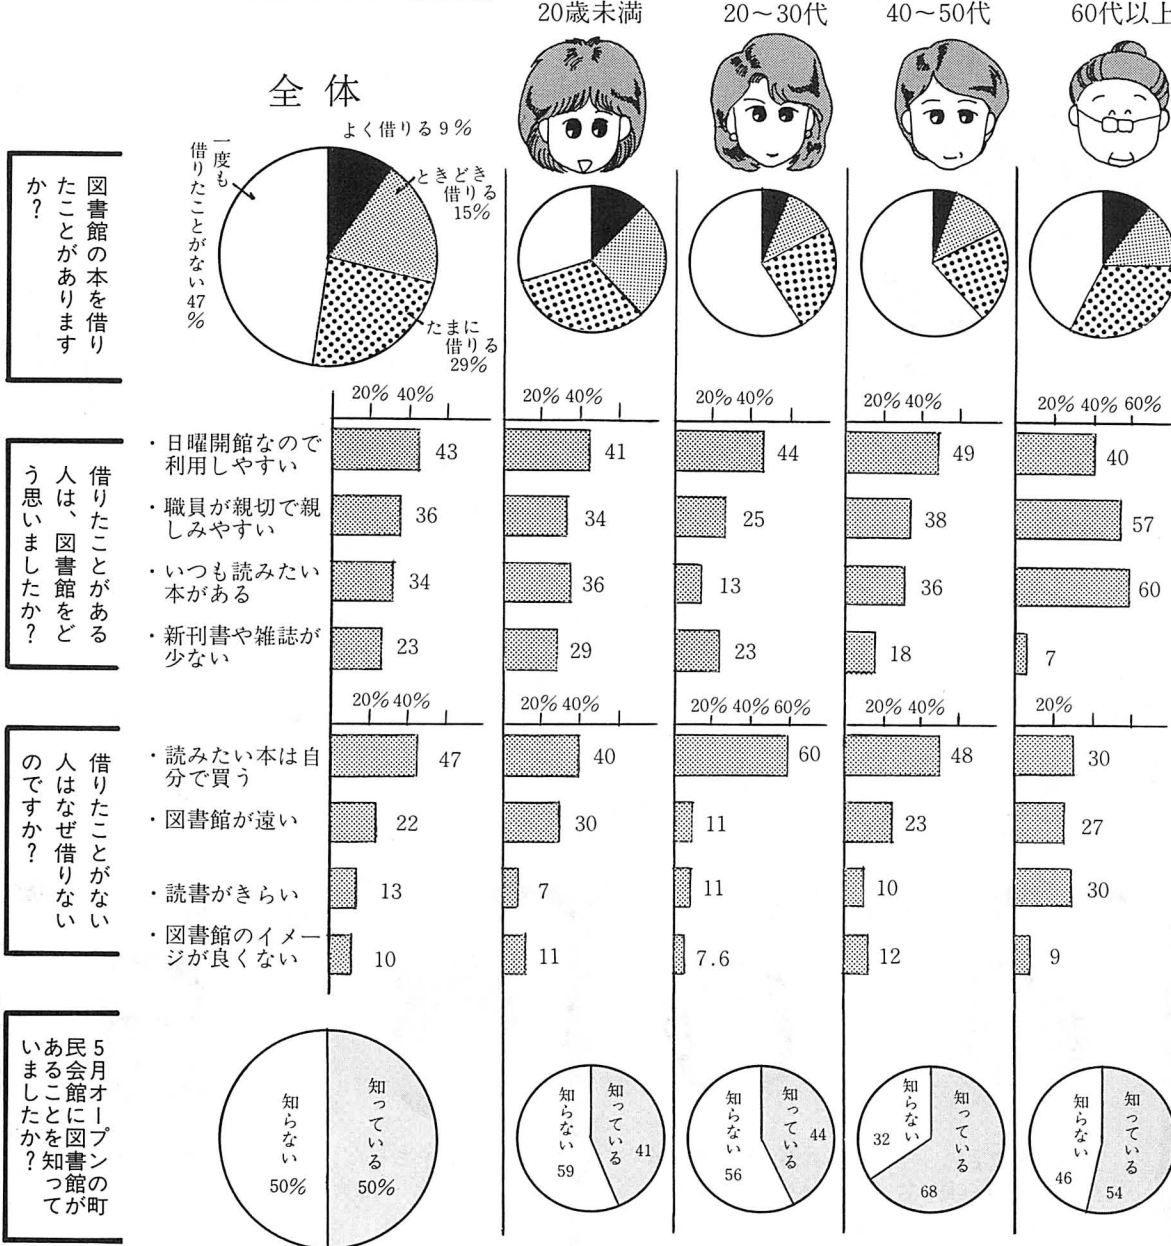 20歳未満
20～30代
40～50代
60代以上
全体
図書館の本を借り
たことがあります
か？
よく借りる9％
ときどき
借りる
15％
たまに
借りる
29％
一度も
借りたことがない47
％
借りたことがある
人は、図書館をど
う思いましたか？
20％ 40％
20％ 40％
20％ 40％
20％ 40％
20％ 40％ 60％
・日曜開館なので
利用しやすい
43
41
44
49
40
・職員が親切で親
しみやすい
36
34
25
38
57
・いつも読みたい
本がある
34
36
13
36
60
・新刊書や雑誌が
少ない
23
29
23
18
7
借りたことがない
人はなぜ借りない
のですか？
20％ 40％
20％ 40％
20％ 40％ 60％
20％ 40％
20％
・読みたい本は自
分で買う
47
40
60
48
30
・図書館が遠い
22
30
11
23
27
・読書がきらい
13
7
11
10
30
・図書館のイメー
ジが良くない
10
11
7.6
12
9
5月オープンの町
民会館に図書館が
あることを知って
いましたか？
知らない
50％
知っている
50％
知らない
59
知っている
41
知らない
56
知っている
44
知らない
32
知っている
68
知らない
46
知っている
54